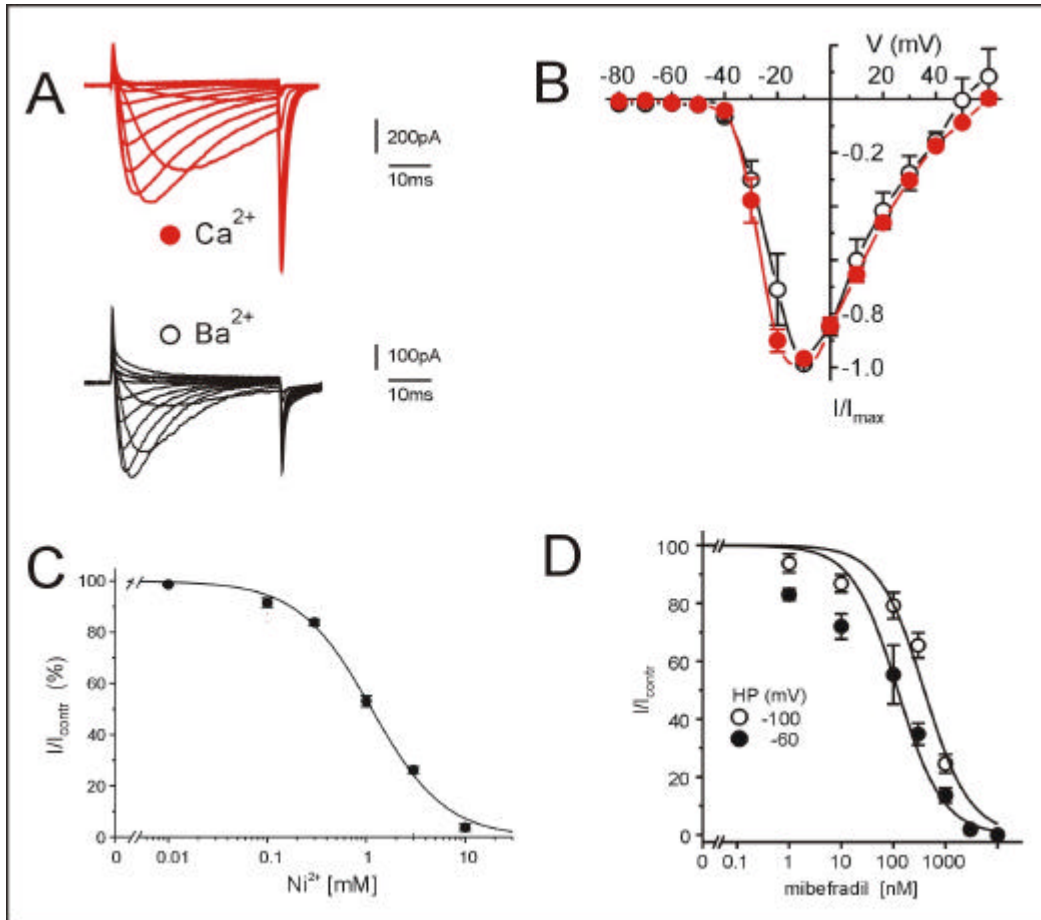 A
200pA
10ms
Ca2+
Ba2+
100pA
10ms
B
V (mV)
-80 -60 -40 -20 20 40
-0.2
-0.8
-1.0
I/Imax
C
100
80
60
40
20
0
I/Icontr (%)
0 0.01 0.1 1 10
Ni2+ [mM]
D
100
80
60
40
20
0
I/Icontr
HP (mV)
-100
-60
0 0.1 1 10 100 1000
mibefradil [nM]